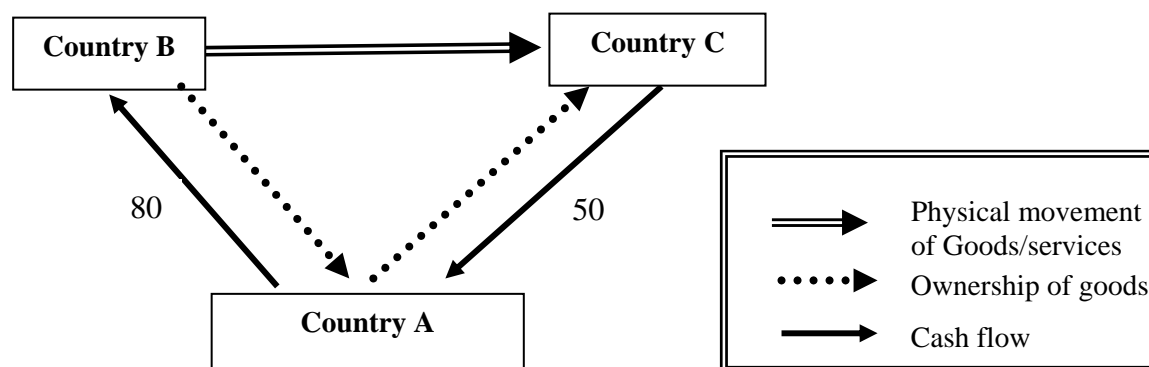 Country B
Country C
80
50
Country A
Physical movement
of Goods/services
Ownership of goods
Cash flow